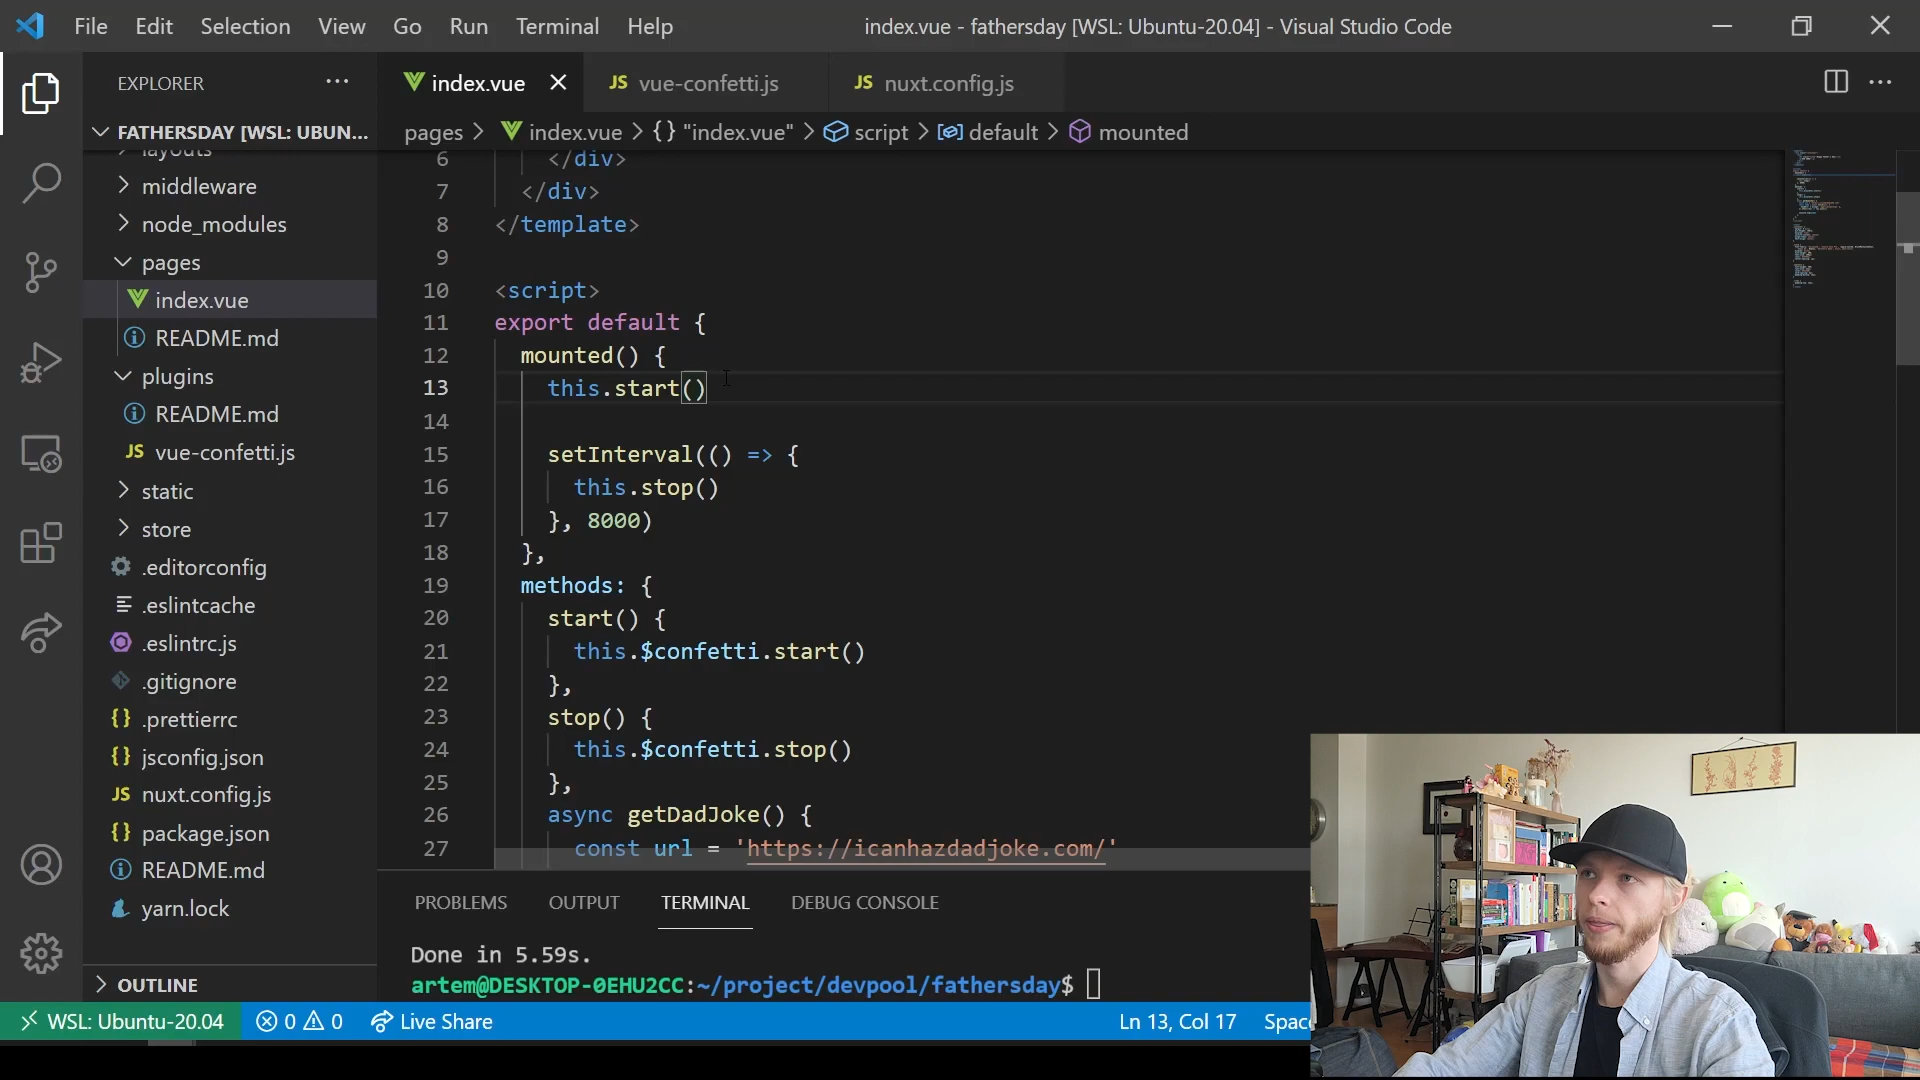 File Edit Selection View Go Run Terminal Help
index.vue - fathersday [WSL: Ubuntu-20.04] - Visual Studio Code
EXPLORER
index.vue
JS vue-confetti.js
JS nuxt.config.js
FATHERSDAY [WSL: UBUN...
pages > index.vue > {} "index.vue" > script > default > mounted
layouts
middleware
node_modules
pages
index.vue
README.md
plugins
README.md
JS vue-confetti.js
static
store
.editorconfig
.eslintcache
.eslintrc.js
.gitignore
{} .prettierrc
{} jsconfig.json
JS nuxt.config.js
{} package.json
README.md
yarn.lock
OUTLINE
6 </div>
7 </div>
8 </template>
9
10 <script>
11 export default {
12 mounted() {
13 this.start()
14
15 setInterval(() => {
16 this.stop()
17 }, 8000)
18 },
19 methods: {
20 start() {
21 this.$confetti.start()
22 },
23 stop() {
24 this.$confetti.stop()
25 },
26 async getDadJoke() {
27 const url = 'https://icanhazdadjoke.com/'
PROBLEMS OUTPUT TERMINAL DEBUG CONSOLE
Done in 5.59s.
artem@DESKTOP-0EHU2CC:~/project/devpool/fathersday$
WSL: Ubuntu-20.04 0 0 Live Share
Ln 13, Col 17